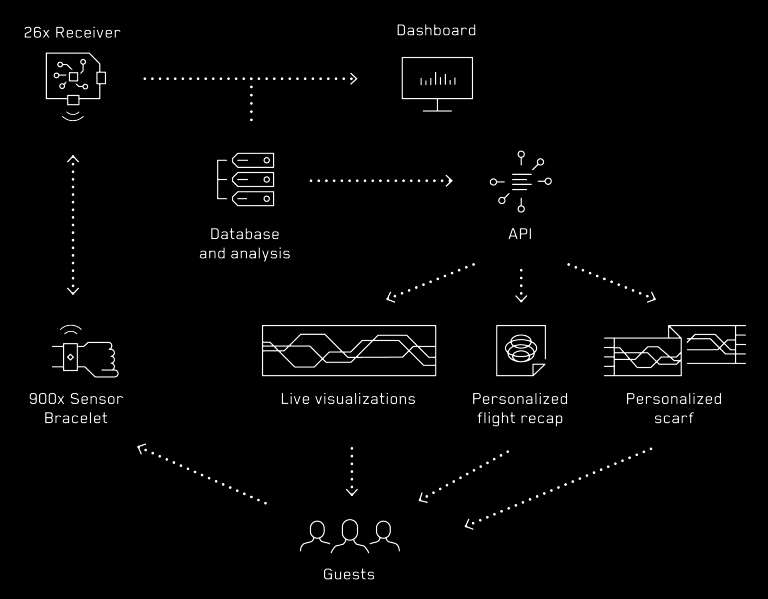 26x Receiver
Dashboard
Database
and analysis
API
900x Sensor
Bracelet
Live visualizations
Personalized
flight recap
Personalized
scarf
Guests